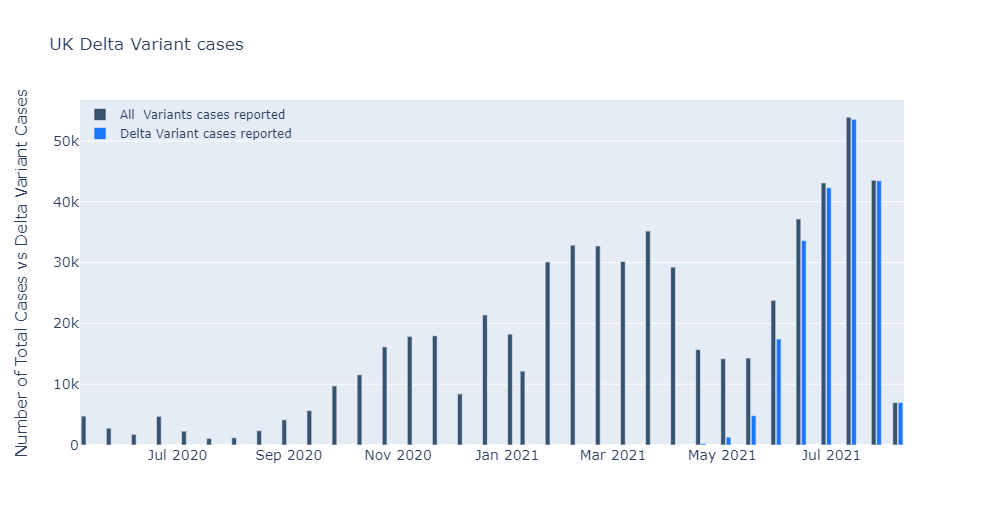 UK Delta Variant cases
All  Variants cases reported
Delta Variant cases reported
Number of Total Cases vs Delta Variant Cases
50k
40k
30k
20k
10k
0
Jul 2020
Sep 2020
Nov 2020
Jan 2021
Mar 2021
May 2021
Jul 2021